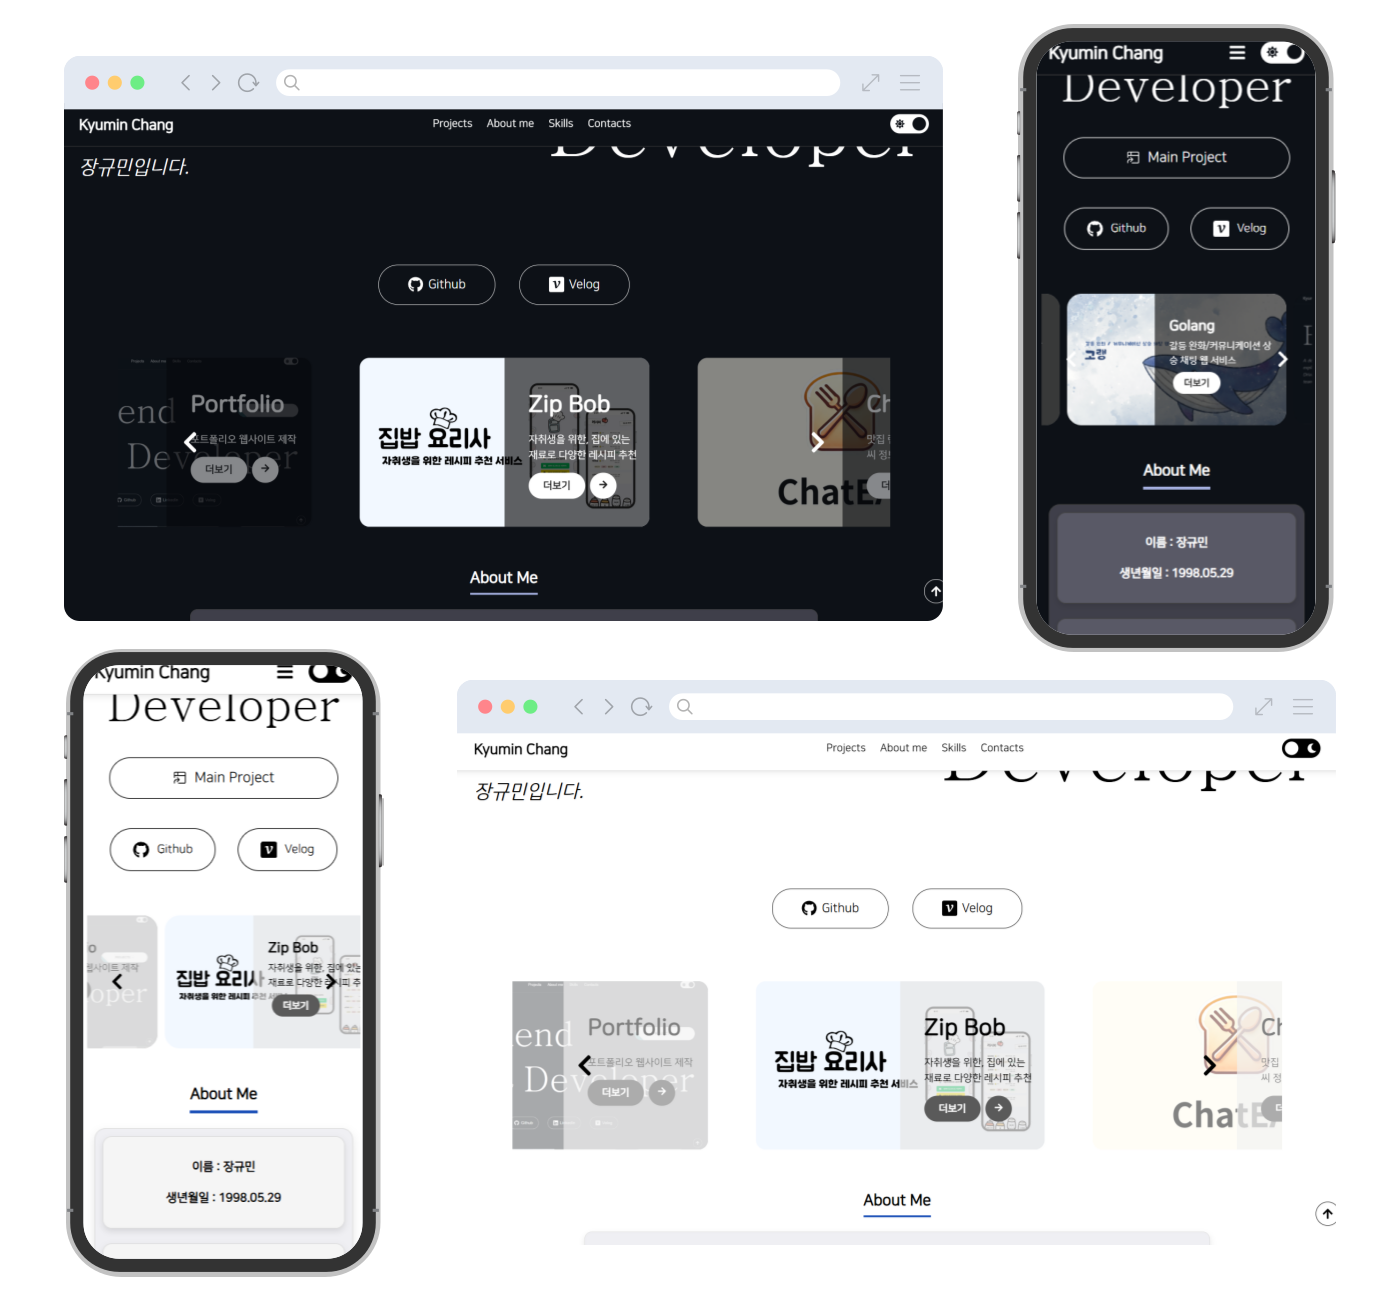 Kyumin Chang
Projects About me Skills Contacts
Developer
장규민입니다.
Github
Velog
end
Developer
Portfolio
포트폴리오 웹사이트 제작
더보기
집밥 요리사
자취생을 위한 레시피 추천 서비스
Zip Bob
자취생을 위한, 집에 있는
재료로 다양한 레시피 추천
더보기
Ch
맛집
ChatE
더
About Me
Kyumin Chang
Developer
Main Project
Github
Velog
고랭
Golang
갈등 완화/커뮤니케이션 상
승 채팅 웹 서비스
더보기
About Me
이름 : 장규민
생년월일 : 1998.05.29
Kyumin Chang
Developer
Main Project
Github
Velog
o
웹사이트 제작
oper
집밥 요리사
자취생을 위한 레시피 추천 서비스
Zip Bob
자취생을 위한, 집에 있는
재료로 다양한 레시피 추
더보기
About Me
이름 : 장규민
생년월일 : 1998.05.29
Kyumin Chang
Projects About me Skills Contacts
Developer
장규민입니다.
Github
Velog
end
Developer
Portfolio
포트폴리오 웹사이트 제작
더보기
집밥 요리사
자취생을 위한 레시피 추천 서비스
Zip Bob
자취생을 위한, 집에 있는
재료로 다양한 레시피 추천
더보기
Ch
맛집
씨 정
ChatE
About Me